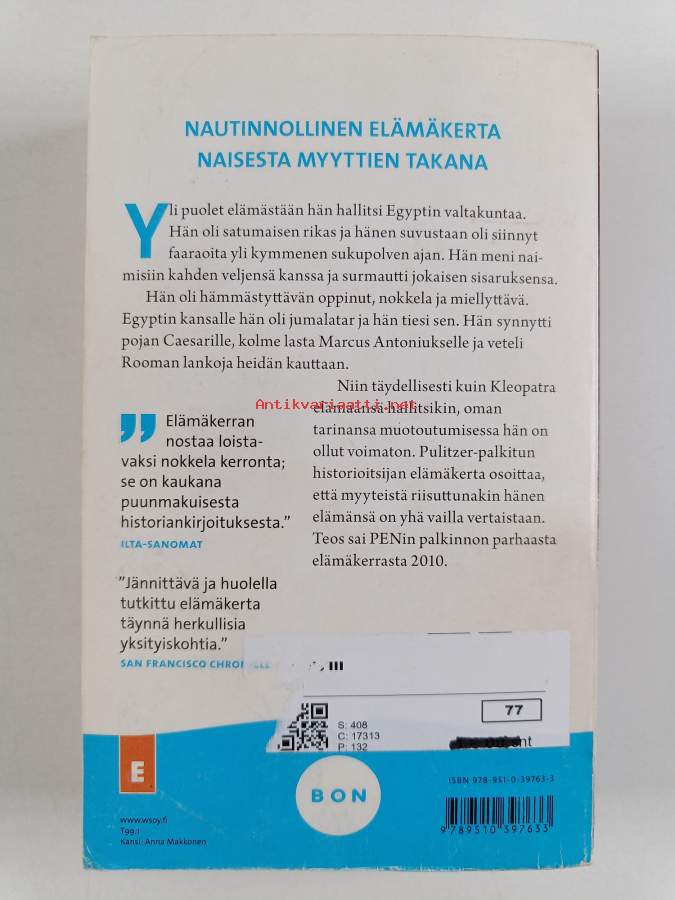 NAUTINNOLLINEN ELÄMÄKERTA
NAISESTA MYYTTIEN TAKANA
Yli puolet elämästään hän hallitsi Egyptin valtakuntaa.
Hän oli satumaisen rikas ja hänen suvustaan oli siinnyt
faaraoita yli kymmenen sukupolven ajan. Hän meni nai-
misiin kahden veljensä kanssa ja surmautti jokaisen sisaruksensa.
Hän oli hämmästyttävän oppinut, nokkela ja miellyttävä.
Egyptin kansalle hän oli jumalatar ja hän tiesi sen. Hän synnytti
pojan Caesarille, kolme lasta Marcus Antoniukselle ja veteli
Rooman lankoja heidän kauttaan.
Niin täydellisesti kuin Kleopatra
elämäänsä hallitsikin, oman
tarinansa muotoutumisessa hän on
ollut voimaton. Pulitzer-palkitun
historioitsijan elämäkerta osoittaa,
että myyteistä riisuttunakin hänen
elämänsä on yhä vailla vertaistaan.
Teos sai PENin palkinnon parhaasta
elämäkerrasta 2010.
Antikvariaatti.net
" Elämäkerran
nostaa loista-
vaksi nokkela kerronta;
se on kaukana
puunmakuisesta
historiankirjoituksesta."
ILTA-SANOMAT
"Jännittävä ja huolella
tutkittu elämäkerta
täynnä herkullisia
yksityiskohtia."
SAN FRANCISCO
III
77
S: 408
C: 17313
P: 132
E
BON
www.wsoy.fi
T99.1
Kansi: Anna Makkonen
ISBN 978-951-0-39763-3
9 789510 397633